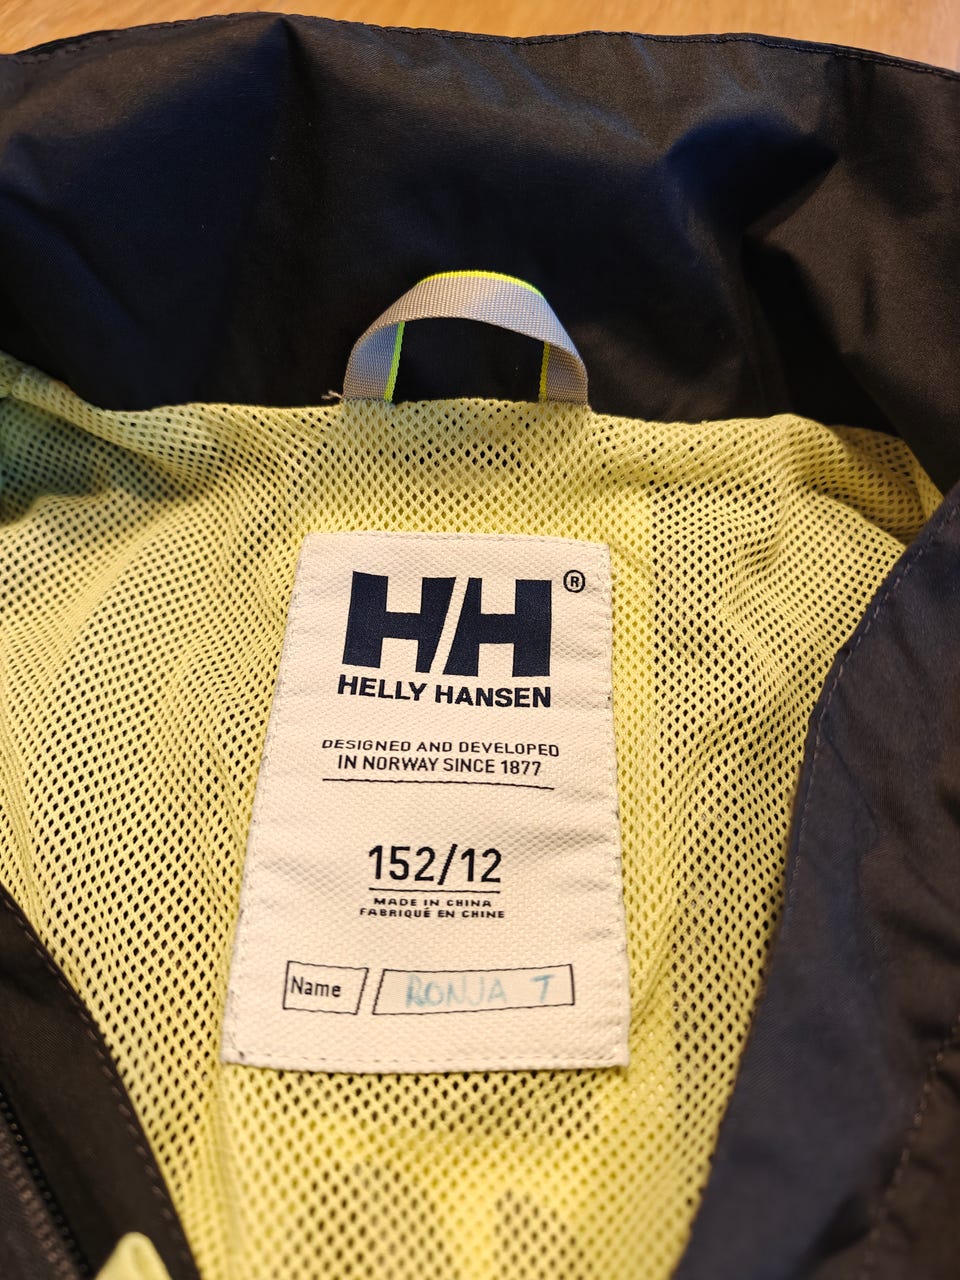 HH®
HELLY HANSEN
DESIGNED AND DEVELOPED
IN NORWAY SINCE 1877
152/12
MADE IN CHINA
FABRIQUÉ EN CHINE
Name RONJA T